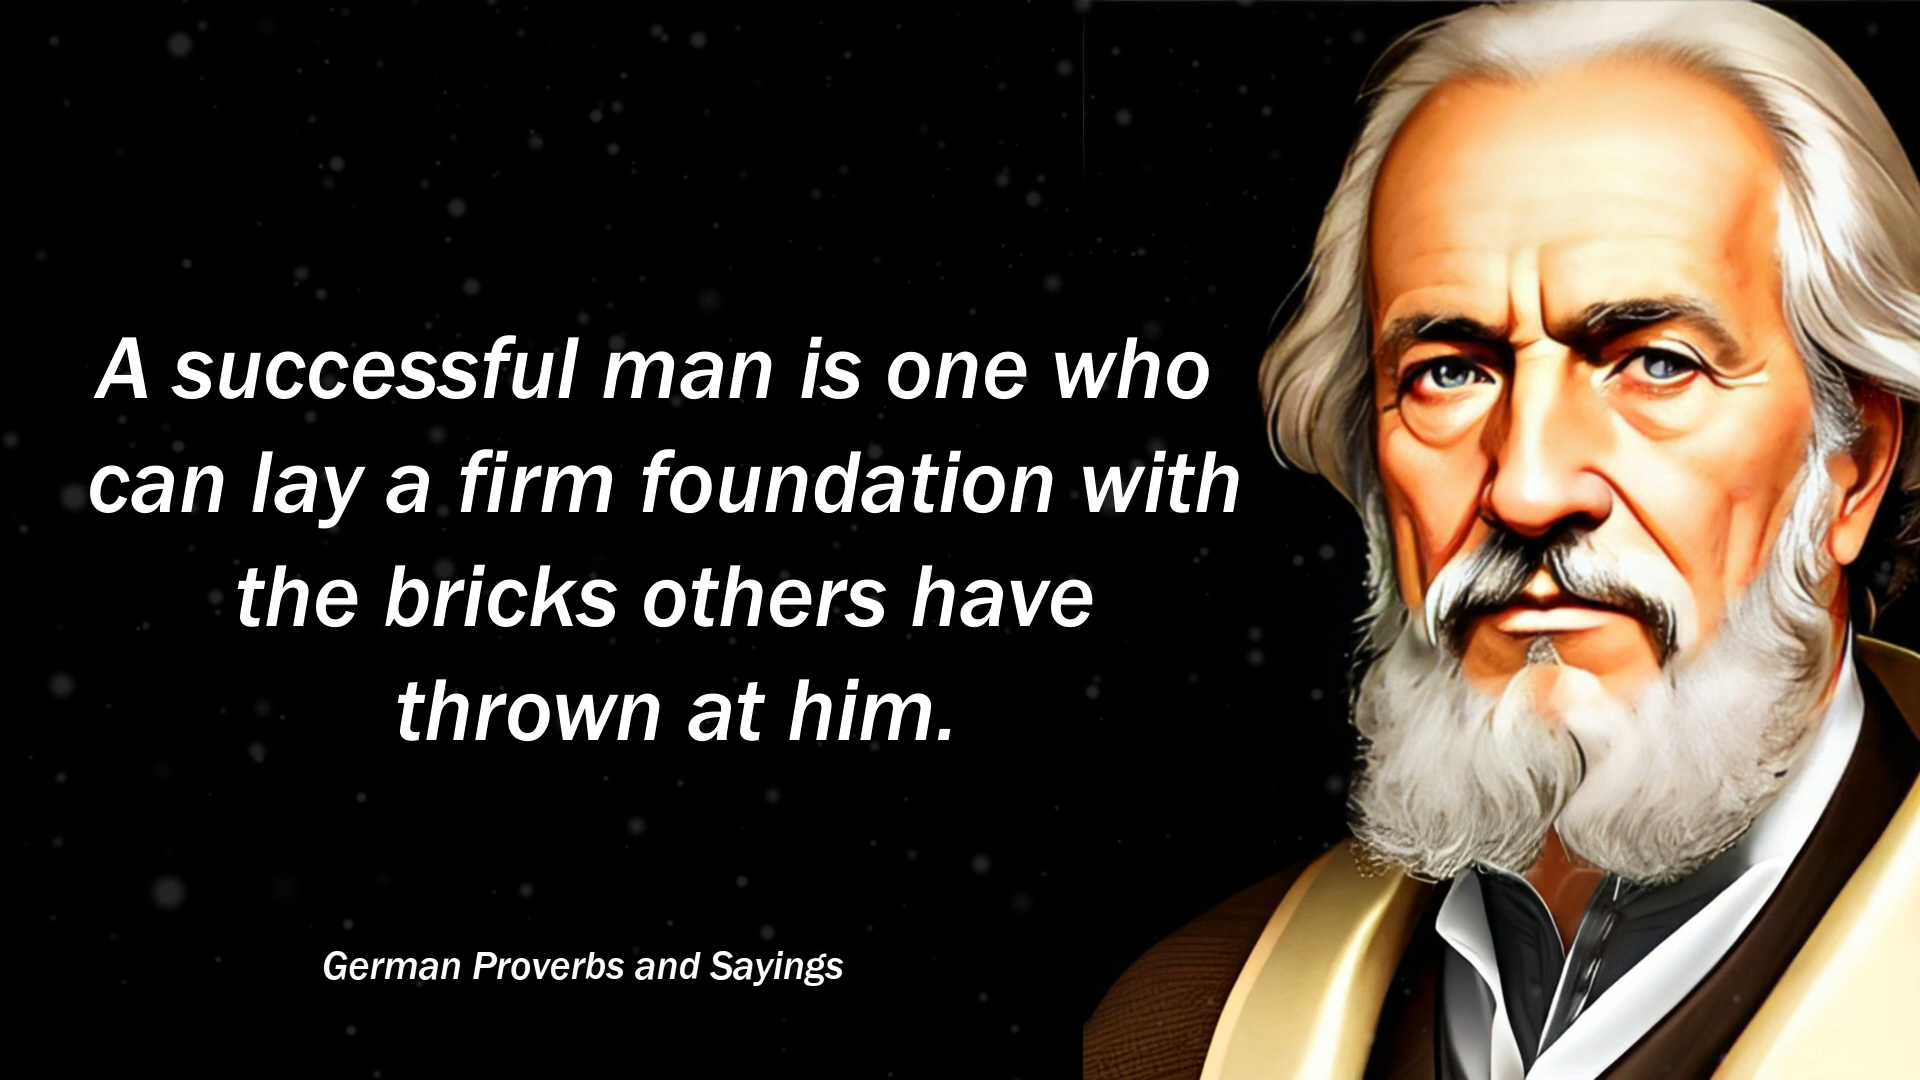 A successful man is one who
can lay a firm foundation with
the bricks others have
thrown at him.
German Proverbs and Sayings